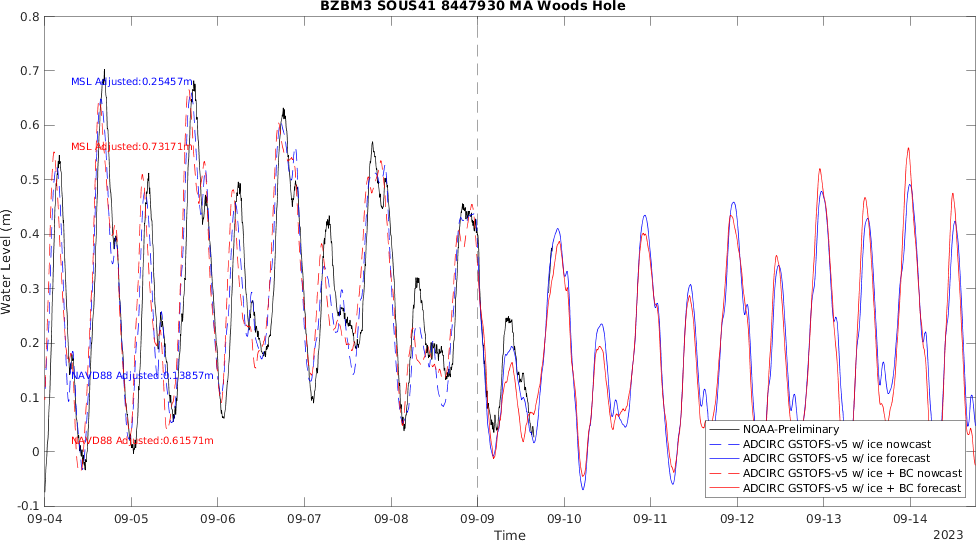 BZBM3 SOUS41 8447930 MA Woods Hole
0.8
0.7
0.6
0.5
0.4
0.3
0.2
0.1
0
-0.1
Water Level (m)
MSL Adjusted:0.25457m
MSL Adjusted:0.73171m
NAVD88 Adjusted:0.13857m
NAVD88 Adjusted:0.61571m
NOAA-Preliminary
ADCIRC GSTOFS-v5 w/ ice nowcast
ADCIRC GSTOFS-v5 w/ ice forecast
ADCIRC GSTOFS-v5 w/ ice + BC nowcast
ADCIRC GSTOFS-v5 w/ ice + BC forecast
09-04 09-05 09-06 09-07 09-08 09-09 09-10 09-11 09-12 09-13 09-14
Time
2023